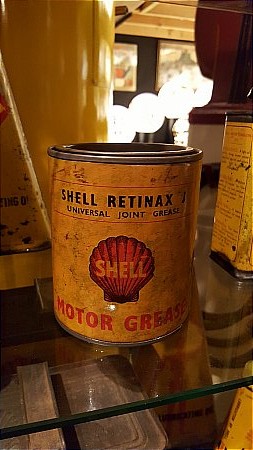 SHELL RETINAX J
UNIVERSAL JOINT GREASE
SHELL
MOTOR GREASE